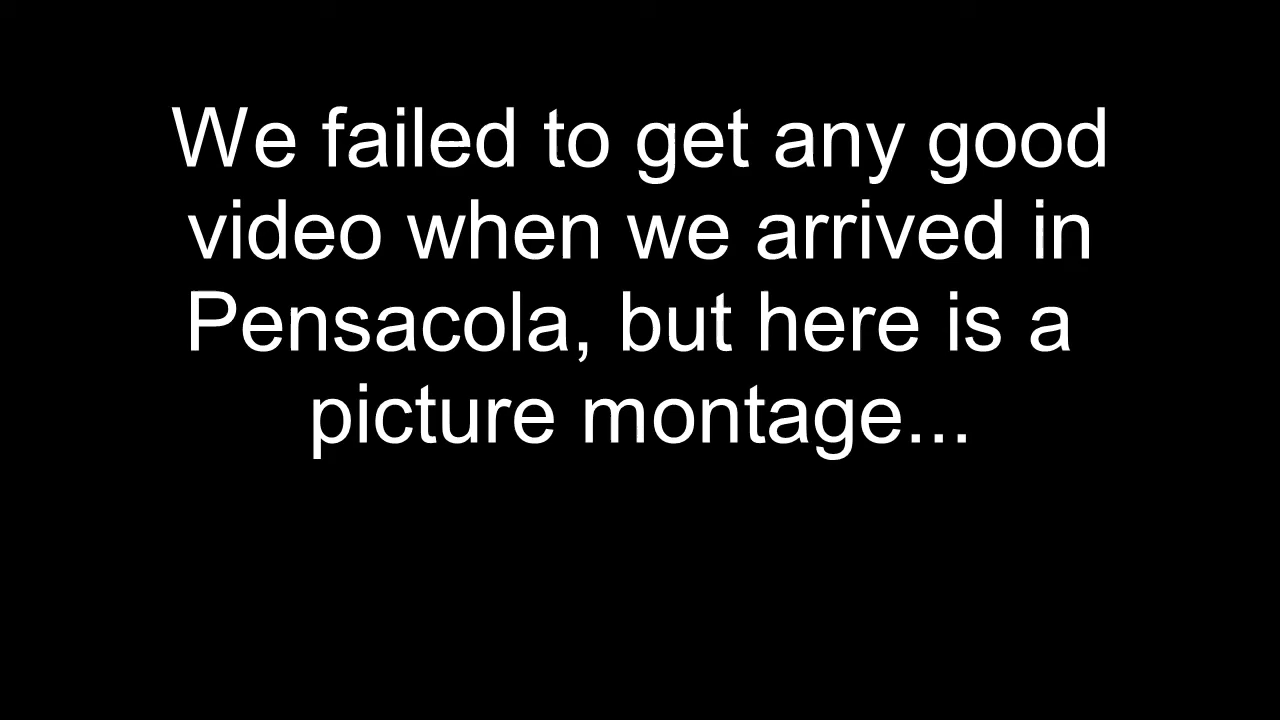 We failed to get any good
video when we arrived in
Pensacola, but here is a
picture montage...